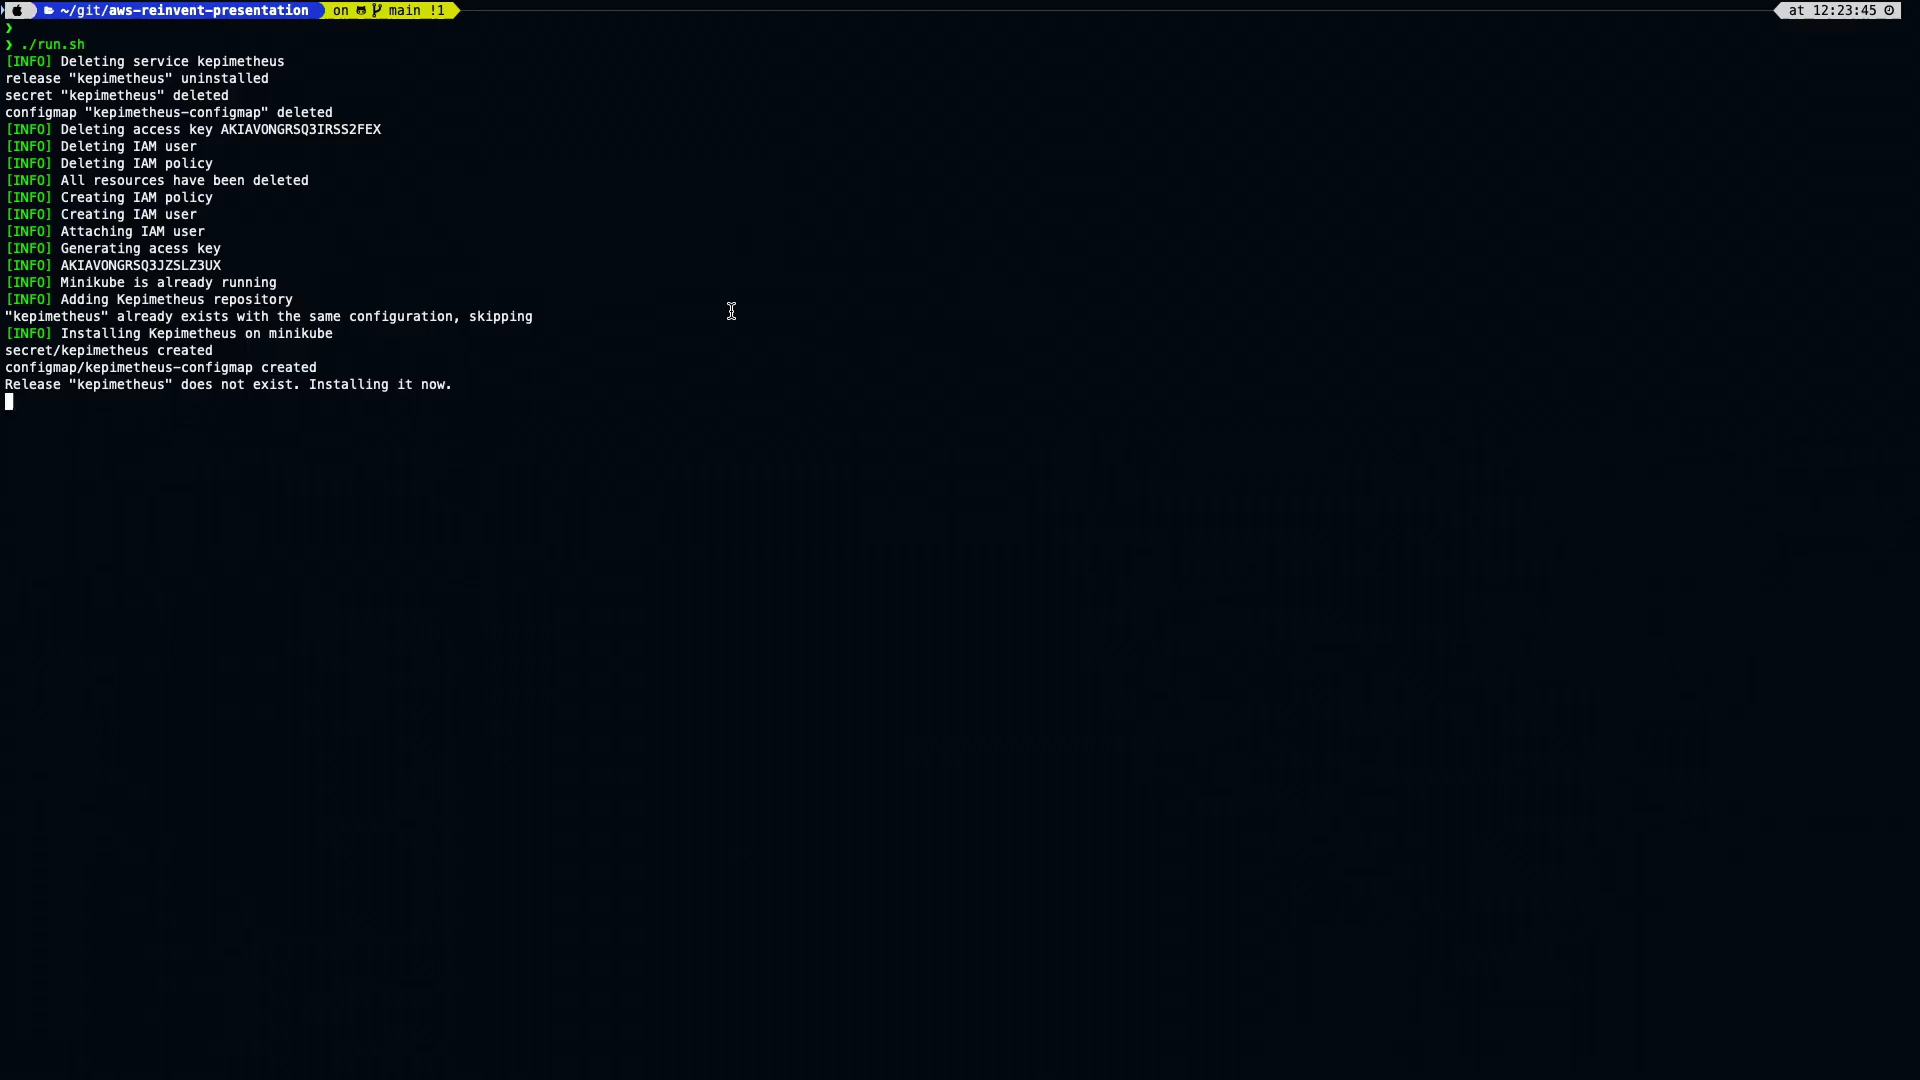 ~/git/aws-reinvent-presentation on main !1 at 12:23:45
❯
❯ ./run.sh
[INFO] Deleting service kepimetheus
release "kepimetheus" uninstalled
secret "kepimetheus" deleted
configmap "kepimetheus-configmap" deleted
[INFO] Deleting access key AKIAVONGRSQ3IRSS2FEX
[INFO] Deleting IAM user
[INFO] Deleting IAM policy
[INFO] All resources have been deleted
[INFO] Creating IAM policy
[INFO] Creating IAM user
[INFO] Attaching IAM user
[INFO] Generating acess key
[INFO] AKIAVONGRSQ3JZSLZ3UX
[INFO] Minikube is already running
[INFO] Adding Kepimetheus repository
"kepimetheus" already exists with the same configuration, skipping
[INFO] Installing Kepimetheus on minikube
secret/kepimetheus created
configmap/kepimetheus-configmap created
Release "kepimetheus" does not exist. Installing it now.